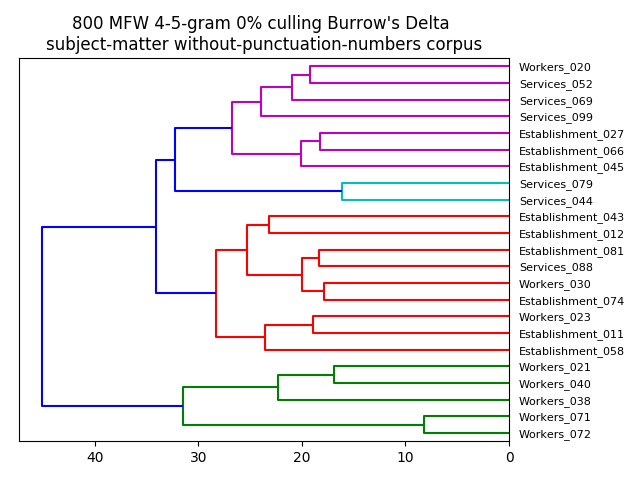 800 MFW 4-5-gram 0% culling Burrow's Delta
subject-matter without-punctuation-numbers corpus
Workers_020
Services_052
Services_069
Services_099
Establishment_027
Establishment_066
Establishment_045
Services_079
Services_044
Establishment_043
Establishment_012
Establishment_081
Services_088
Workers_030
Establishment_074
Workers_023
Establishment_011
Establishment_058
Workers_021
Workers_040
Workers_038
Workers_071
Workers_072
40 30 20 10 0